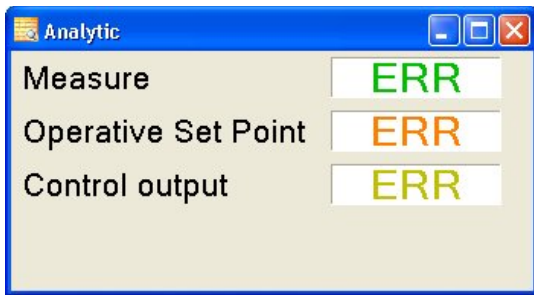 Analytic
Measure ERR
Operative Set Point ERR
Control output ERR